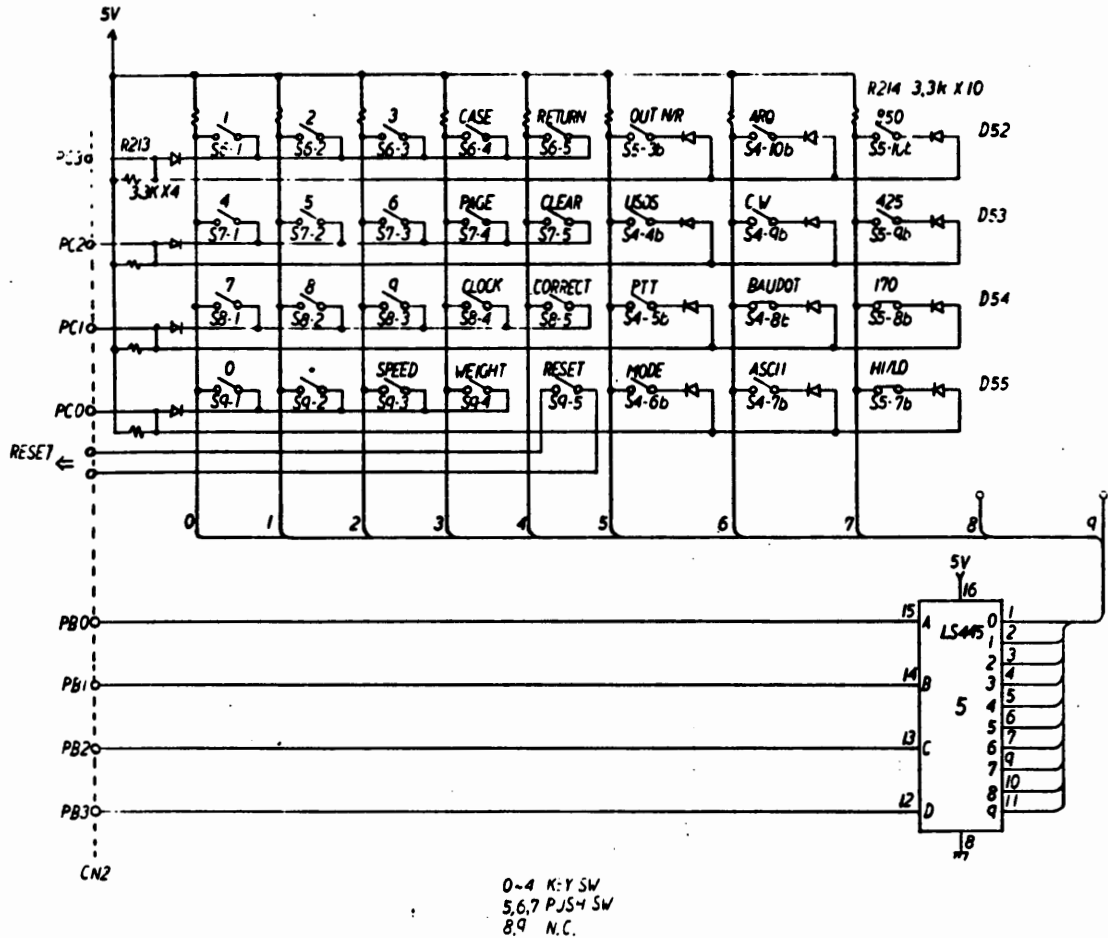 5V
R214 3,3K X10
1 2 3 CASE RETURN OUT N/R ARQ 850 D52
R213
S6-2 S6-3 S6-4 S6-5 S5-3b S4-10b
3,3K X4
4 5 6 PAGE CLEAR USOS C.W 425 D53
PC2 S7-1 S7-2 S7-3 S7-4 S7-5 S4-4b S4-9b S5-9b
7 8 9 CLOCK CORRECT PTT BAUDOT 170 D54
PC1 S8-1 S8-2 S8-3 S8-4 S8-5 S4-5b S4-8b S5-8b
0 . SPEED WEIGHT RESET MODE ASCII HI/LO D55
PC0 S9-1 S9-2 S9-3 S9-4 S9-5 S4-6b S4-7b S5-7b
RESET ⇐
0 1 2 3 4 5 6 7 8 9
5V
16
PB0 15 A LS445 0 1
1 2
2 3
PB1 14 B 3 4
5 4 5
5 6
PB2 13 C 6 7
7 9
8 10
PB3 12 D 9 11
8
CN2
0~4 KEY SW
5,6,7 PUSH SW
8,9 N.C.